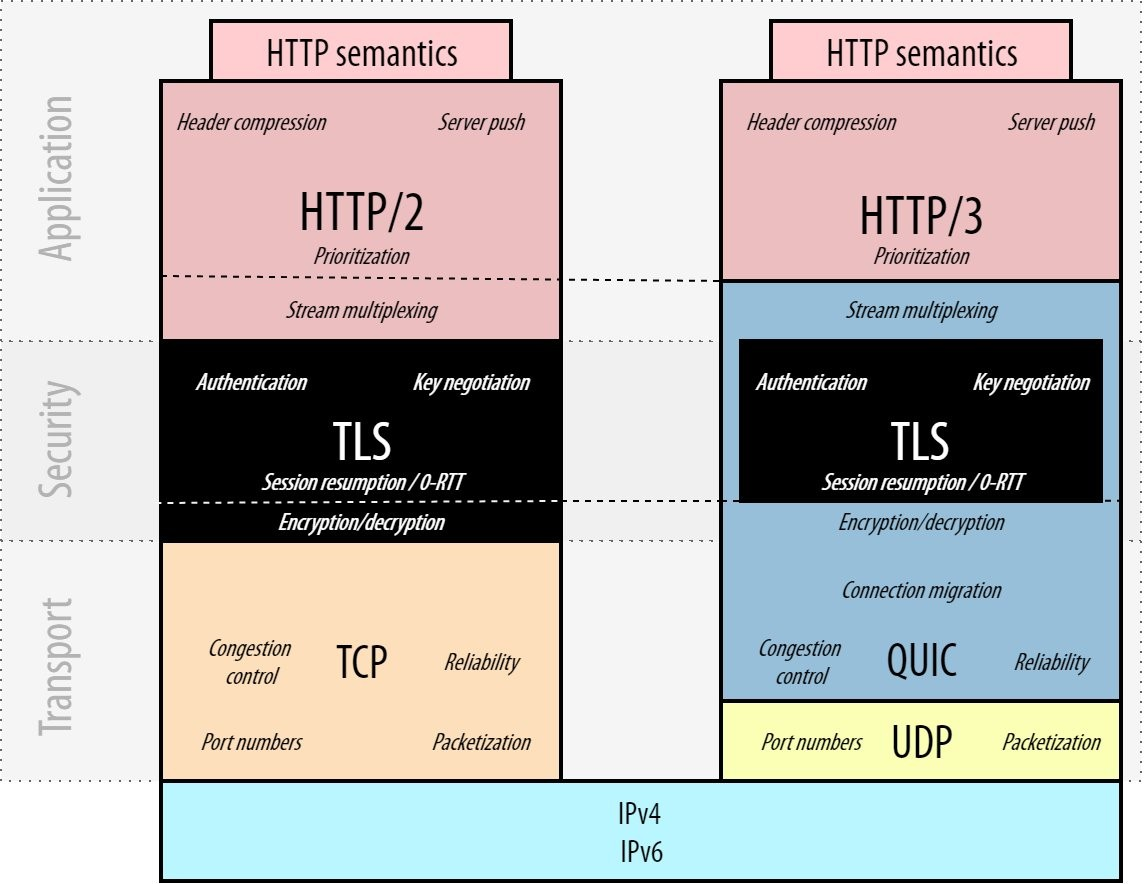 HTTP semantics
HTTP semantics
Application
Header compression
Server push
Header compression
Server push
HTTP/2
HTTP/3
Prioritization
Prioritization
Stream multiplexing
Stream multiplexing
Security
Authentication
Key negotiation
Authentication
Key negotiation
TLS
TLS
Session resumption / 0-RTT
Session resumption / 0-RTT
Encryption/decryption
Encryption/decryption
Transport
Connection migration
Congestion
control
TCP
Reliability
Congestion
control
QUIC
Reliability
Port numbers
Packetization
Port numbers
UDP
Packetization
IPv4
IPv6